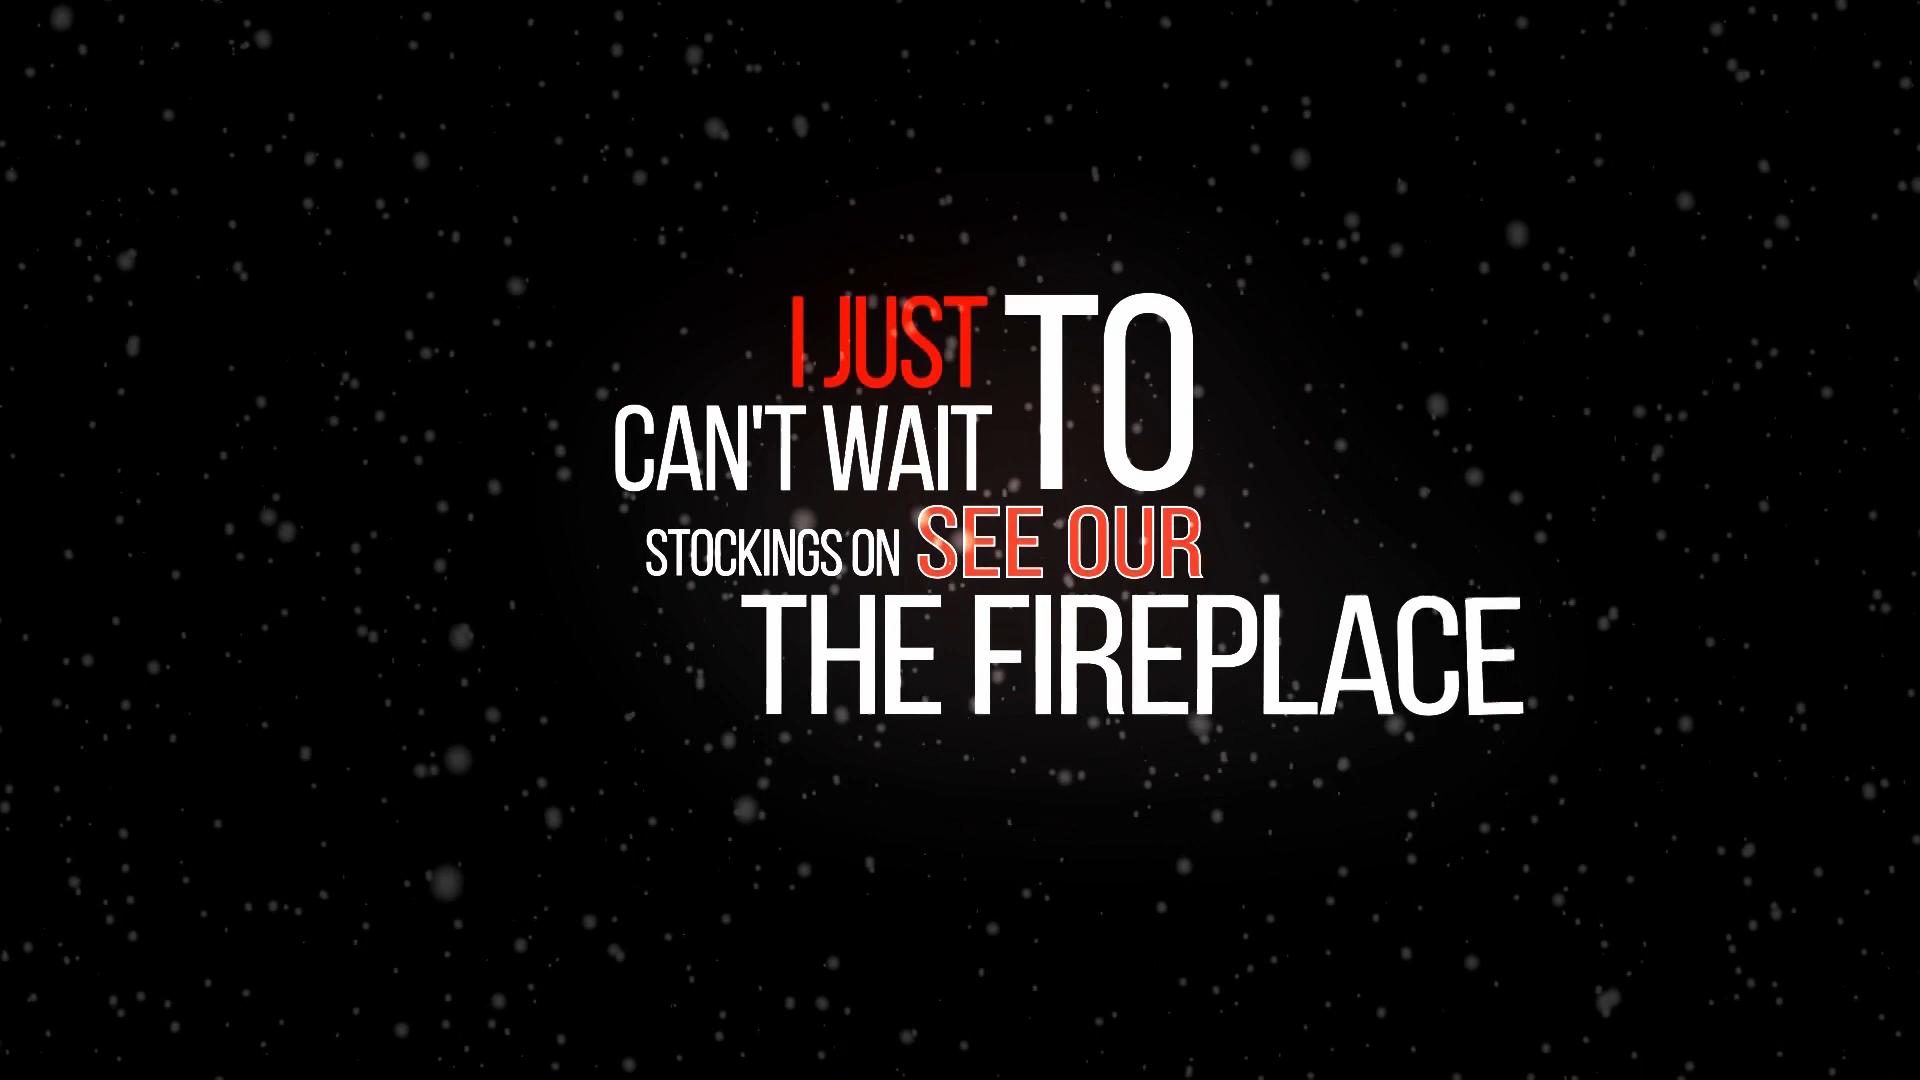 I JUST
CAN'T WAIT
TO
SEE OUR
STOCKINGS ON
THE FIREPLACE